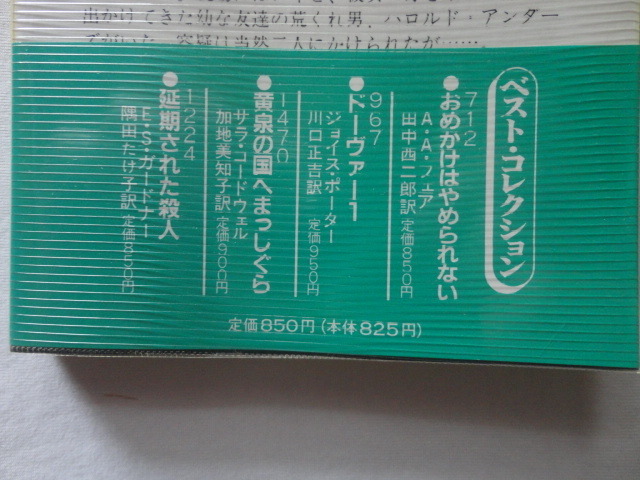 出かけてきた幼な友達の荒くれ男、ハロルド・アンダー
ベスト・コレクション
712
●おめかけはやめられない
A・A・フェア
田中西二郎訳 定価850円
967
●ドーヴァー1
ジョイス・ポーター
川口正吉訳 定価950円
1470
●黄泉の国へまっしぐら
サラ・コードウェル
加地美知子訳 定価900円
1224
●延期された殺人
E・S・ガードナー
隅田たけ子訳 定価850円
定価850円(本体825円)